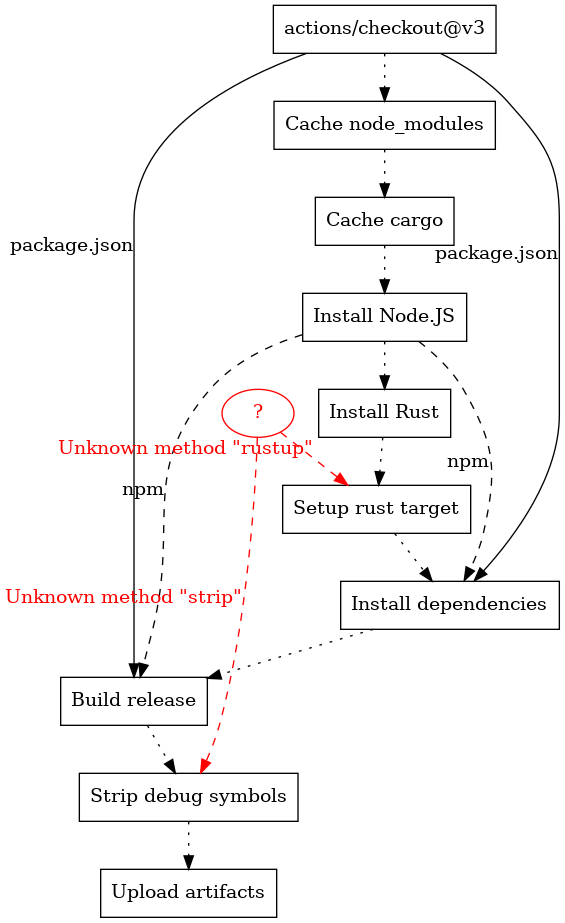 actions/checkout@v3
Cache node_modules
Cache cargo
package.json
package.json
Install Node.JS
?
Install Rust
Unknown method "rustup"
npm
npm
Setup rust target
Unknown method "strip"
Install dependencies
Build release
Strip debug symbols
Upload artifacts